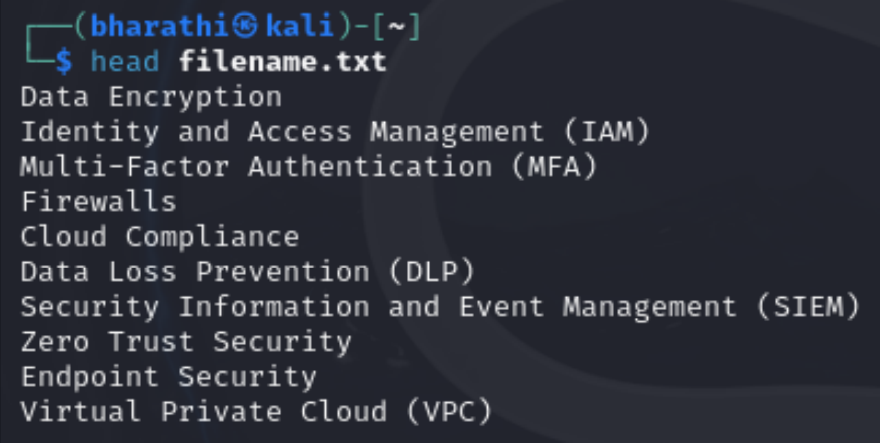 ┌──(bharathi㉿kali)-[~]
└─$ head filename.txt
Data Encryption
Identity and Access Management (IAM)
Multi-Factor Authentication (MFA)
Firewalls
Cloud Compliance
Data Loss Prevention (DLP)
Security Information and Event Management (SIEM)
Zero Trust Security
Endpoint Security
Virtual Private Cloud (VPC)